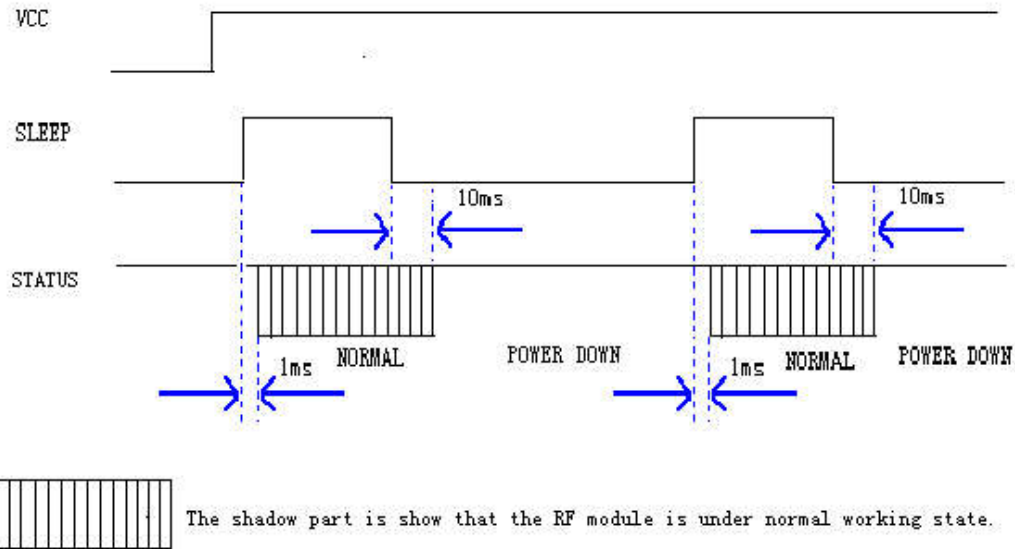 VCC
SLEEP
10ms
10ms
STATUS
1ms
NORMAL
POWER DOWN
1ms
NORMAL
POWER DOWN
The shadow part is show that the RF module is under normal working state.